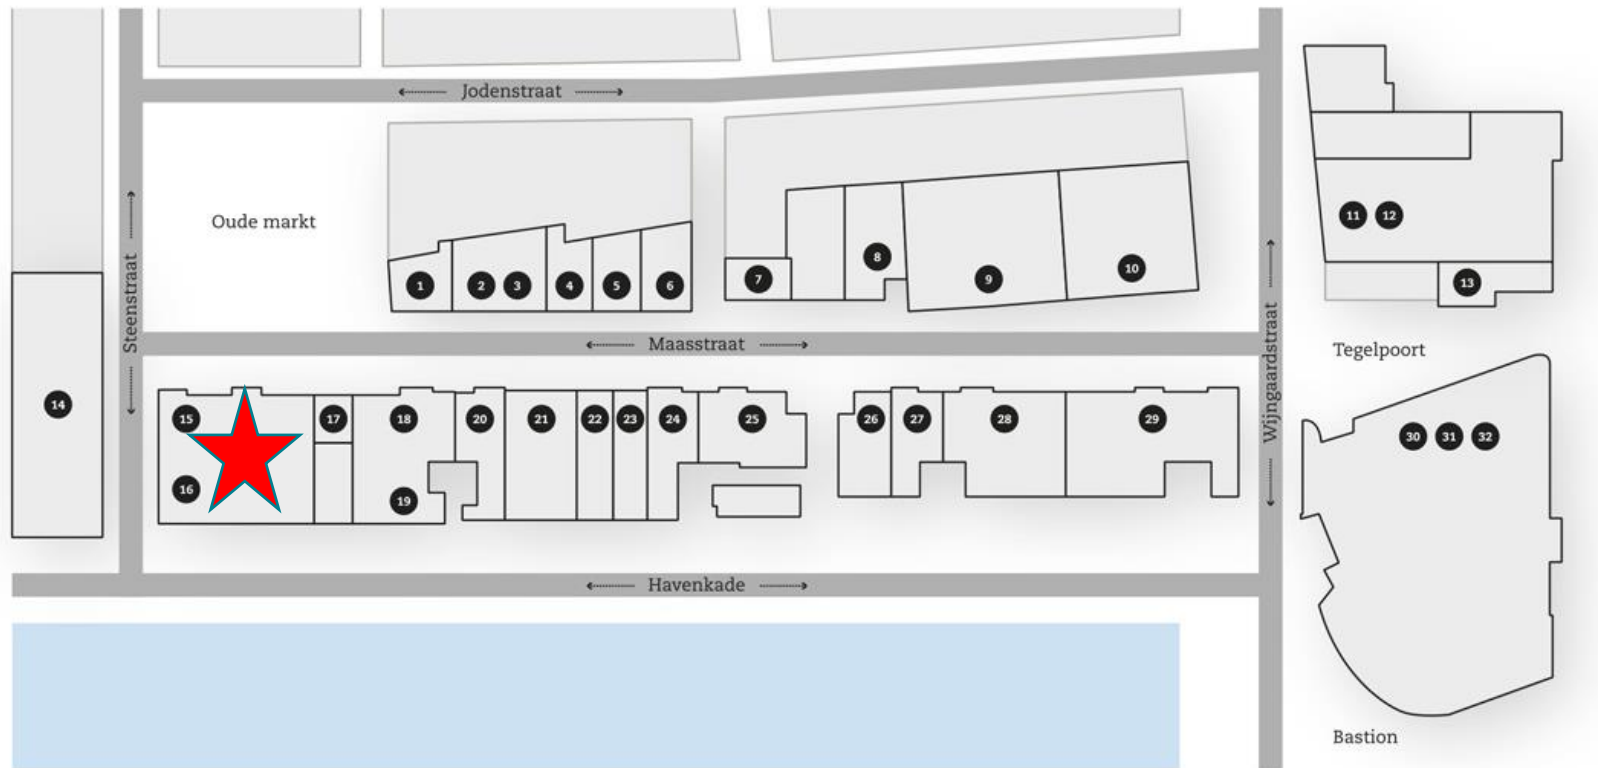 Jodenstraat
Oude markt
Steenstraat
1 2 3 4 5 6 7 8 9 10
11 12
13
Maasstraat
Wijngaardstraat
Tegelpoort
14
15 17 18 20 21 22 23 24 25 26 27 28 29
16 19
30 31 32
Havenkade
Bastion